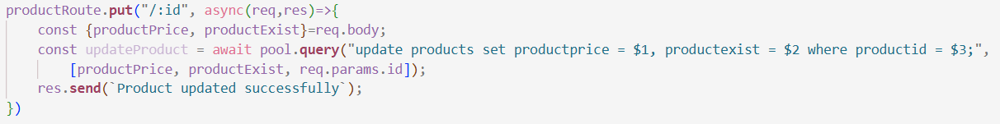 productRoute.put("/:id", async(req,res)=>{
    const {productPrice, productExist}=req.body;
    const updateProduct = await pool.query("update products set productprice = $1, productexist = $2 where productid = $3;",
        [productPrice, productExist, req.params.id]);
    res.send(`Product updated successfully`);
})